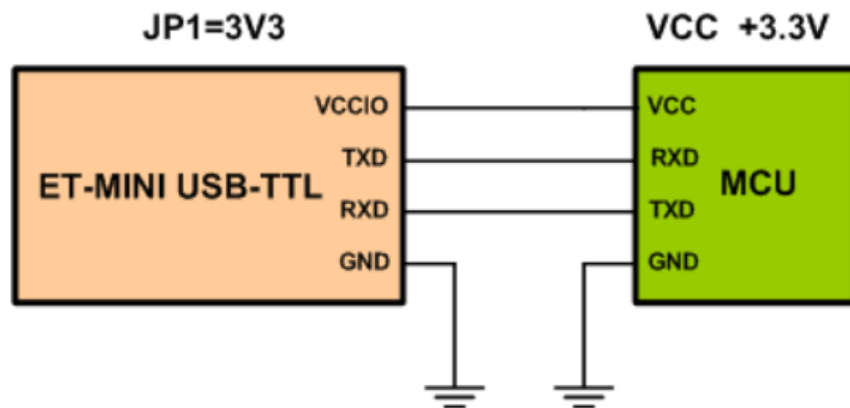 JP1=3V3
VCC +3.3V
ET-MINI USB-TTL
VCCIO
TXD
RXD
GND
VCC
RXD
TXD
GND
MCU